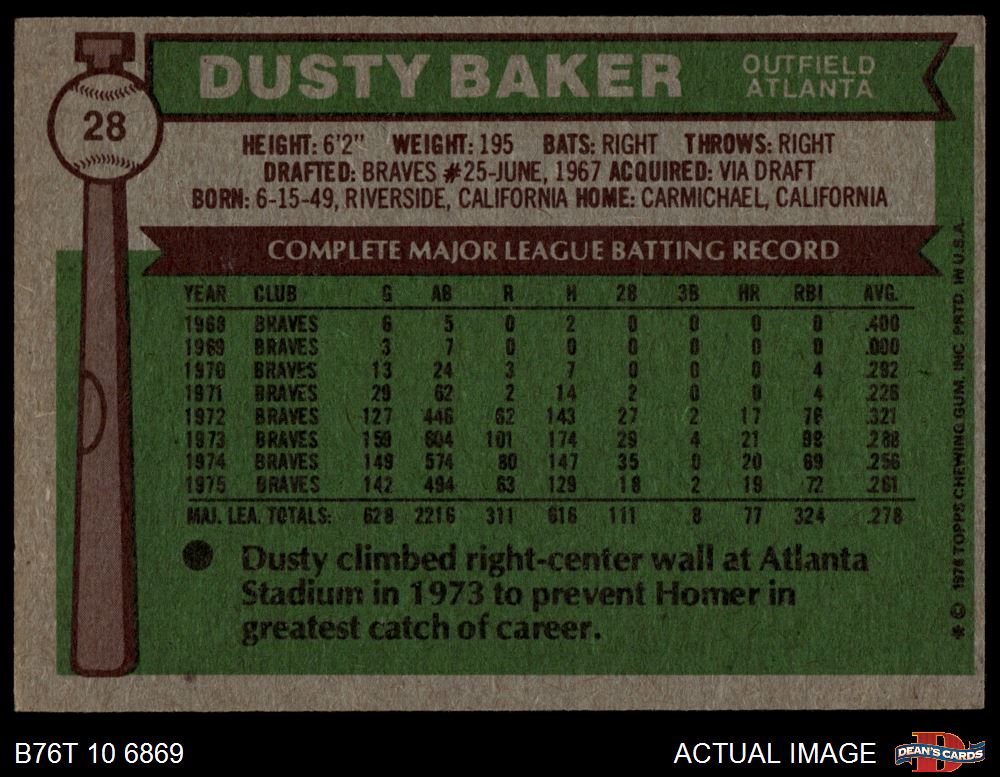 28
DUSTY BAKER
OUTFIELD
ATLANTA
HEIGHT: 6'2" WEIGHT: 195 BATS: RIGHT THROWS: RIGHT
DRAFTED: BRAVES #25-JUNE, 1967 ACQUIRED: VIA DRAFT
BORN: 6-15-49, RIVERSIDE, CALIFORNIA HOME: CARMICHAEL, CALIFORNIA
COMPLETE MAJOR LEAGUE BATTING RECORD
YEAR CLUB G AB R H 2B 3B HR RBI AVG.
1968 BRAVES 6 5 0 2 0 0 0 0 .400
1969 BRAVES 3 7 0 0 0 0 0 0 .000
1970 BRAVES 13 24 3 7 0 0 0 4 .292
1971 BRAVES 29 62 2 14 2 0 0 4 .226
1972 BRAVES 127 446 62 143 27 2 17 76 .321
1973 BRAVES 159 604 101 174 29 4 21 99 .288
1974 BRAVES 149 574 80 147 35 0 20 69 .256
1975 BRAVES 142 494 63 129 18 2 19 72 .261
MAJ. LEA. TOTALS: 628 2216 311 616 111 8 77 324 .278
Dusty climbed right-center wall at Atlanta
Stadium in 1973 to prevent Homer in
greatest catch of career.
* © 1976 TOPPS CHEWING GUM, INC. PRTD. IN U.S.A.
B76T 10 6869
ACTUAL IMAGE
D
DEAN'S CARDS